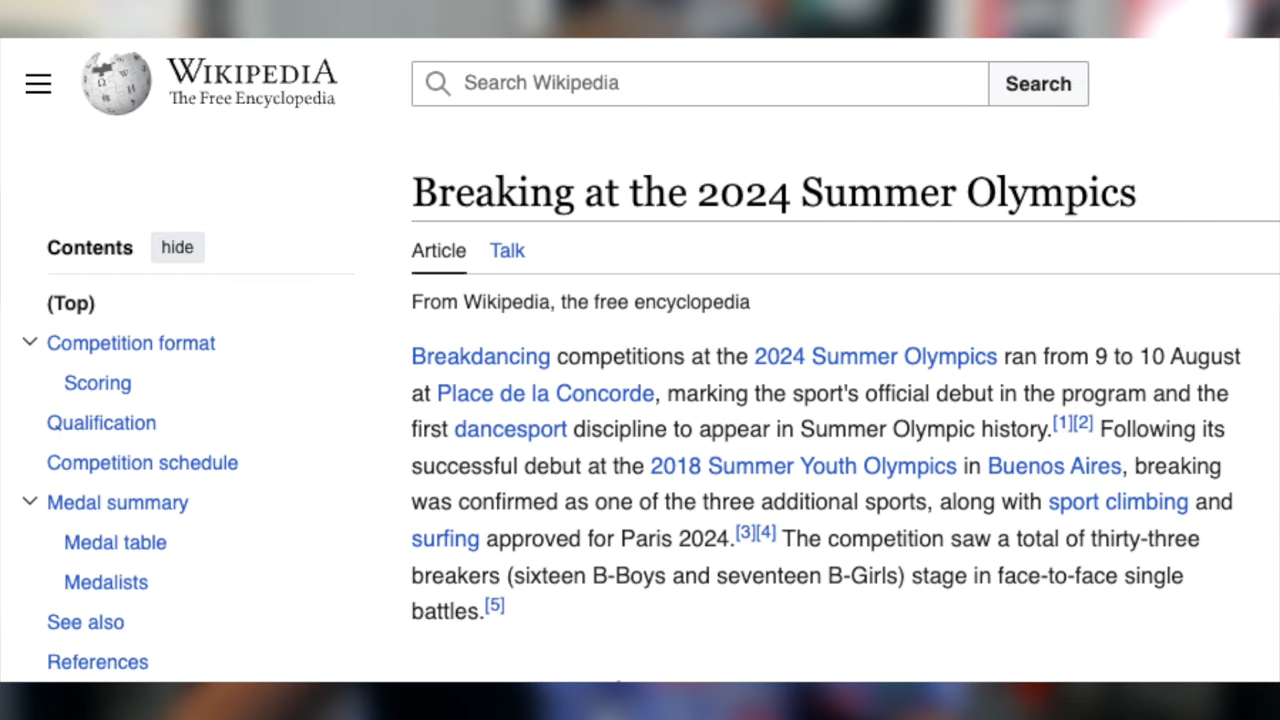 WIKIPEDIA
The Free Encyclopedia
Search Wikipedia
Search
Breaking at the 2024 Summer Olympics
Contents hide
Article Talk
(Top)
From Wikipedia, the free encyclopedia
Competition format
Scoring
Qualification
Competition schedule
Medal summary
Medal table
Medalists
See also
References
Breakdancing competitions at the 2024 Summer Olympics ran from 9 to 10 August
at Place de la Concorde, marking the sport's official debut in the program and the
first dancesport discipline to appear in Summer Olympic history.[1][2] Following its
successful debut at the 2018 Summer Youth Olympics in Buenos Aires, breaking
was confirmed as one of the three additional sports, along with sport climbing and
surfing approved for Paris 2024.[3][4] The competition saw a total of thirty-three
breakers (sixteen B-Boys and seventeen B-Girls) stage in face-to-face single
battles.[5]